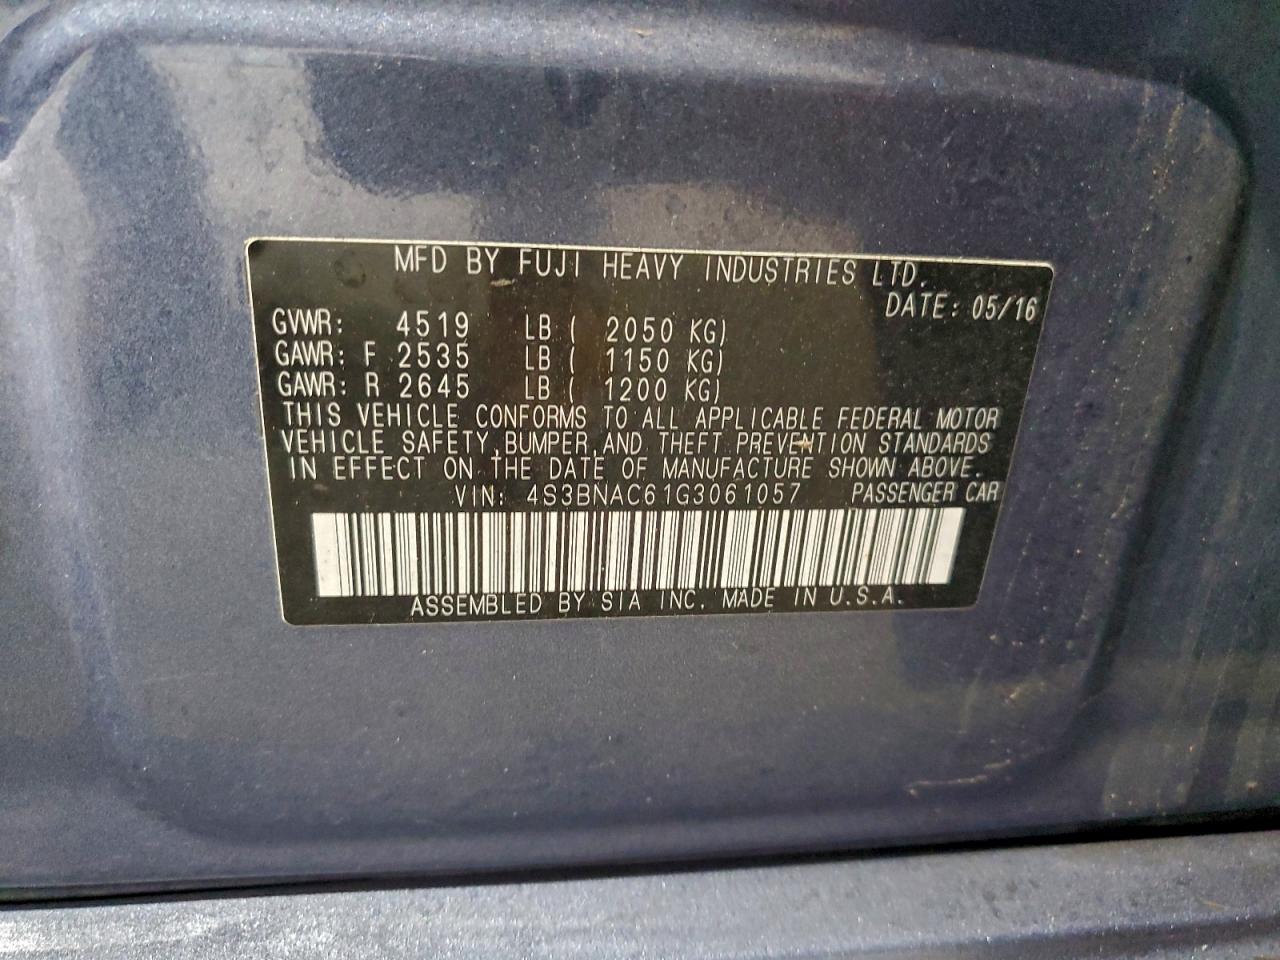 MFD BY FUJI HEAVY INDUSTRIES LTD.
DATE: 05/16
GVWR: 4519 LB ( 2050 KG)
GAWR: F 2535 LB ( 1150 KG)
GAWR: R 2645 LB ( 1200 KG)
THIS VEHICLE CONFORMS TO ALL APPLICABLE FEDERAL MOTOR
VEHICLE SAFETY,BUMPER,AND THEFT PREVENTION STANDARDS
IN EFFECT ON THE DATE OF MANUFACTURE SHOWN ABOVE.
VIN: 4S3BNAC61G3061057 PASSENGER CAR
ASSEMBLED BY SIA INC. MADE IN U.S.A.